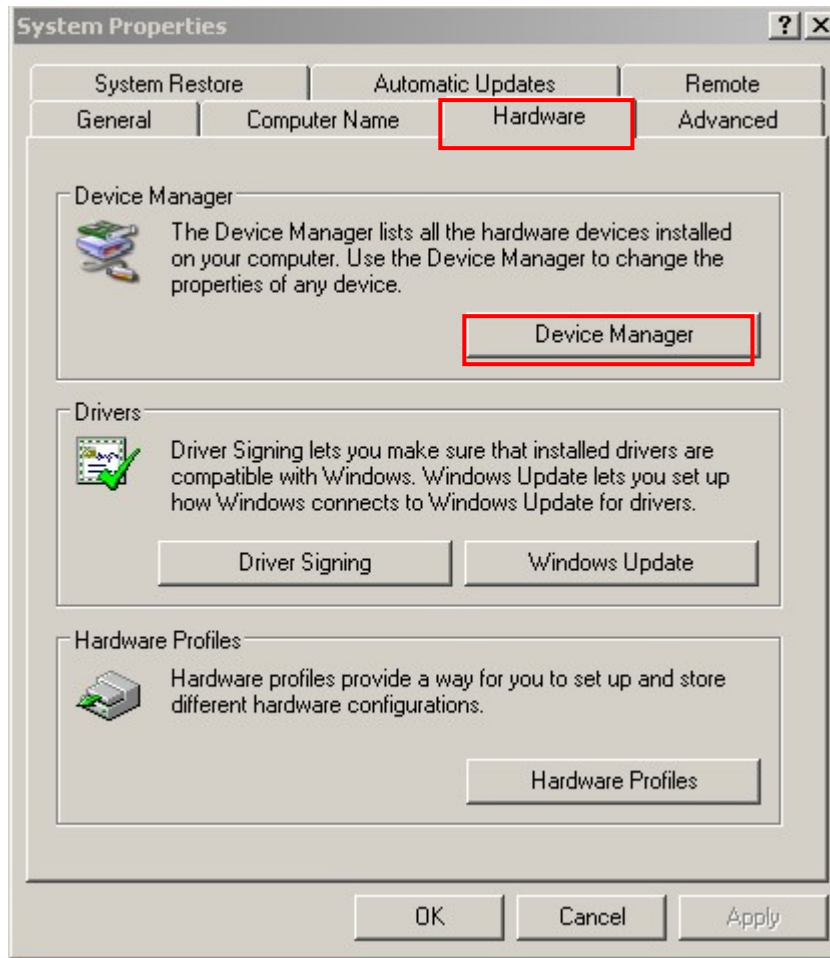 System Properties
System Restore Automatic Updates Remote
General Computer Name Hardware Advanced
Device Manager
The Device Manager lists all the hardware devices installed
on your computer. Use the Device Manager to change the
properties of any device.
Device Manager
Drivers
Driver Signing lets you make sure that installed drivers are
compatible with Windows. Windows Update lets you set up
how Windows connects to Windows Update for drivers.
Driver Signing Windows Update
Hardware Profiles
Hardware profiles provide a way for you to set up and store
different hardware configurations.
Hardware Profiles
OK Cancel Apply